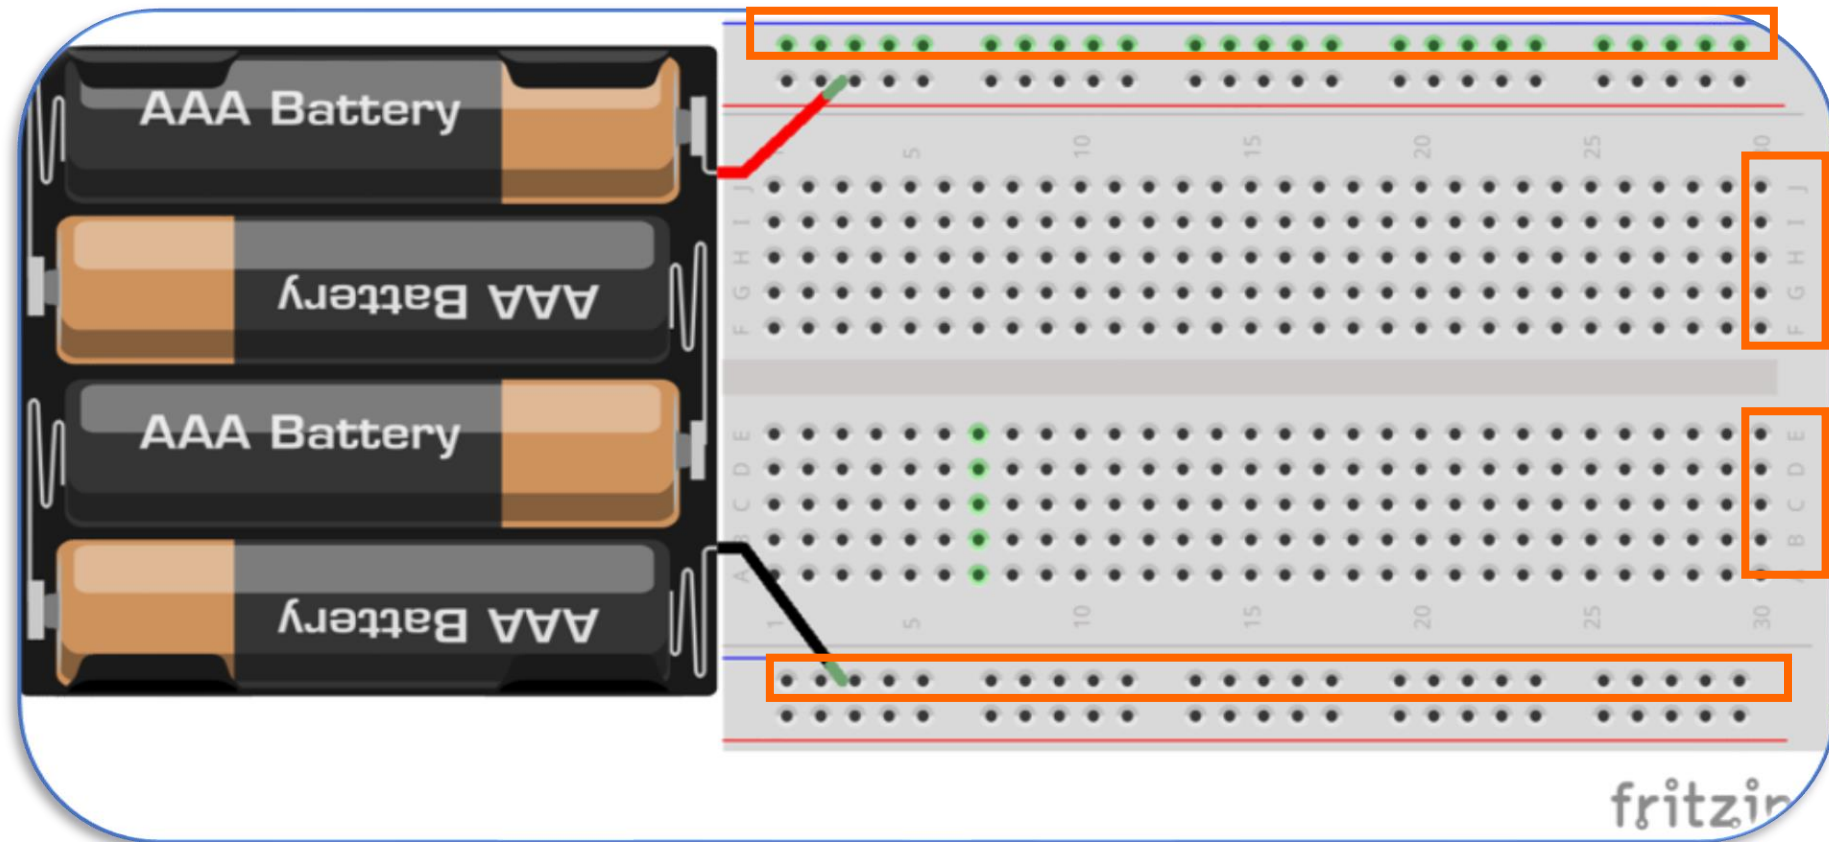 AAA Battery
AAA Battery
AAA Battery
AAA Battery
5 10 15 20 25 30
J J
I I
H H
G G
F F
E E
D D
C C
B B
A
1 5 10 15 20 25 30
fritzin